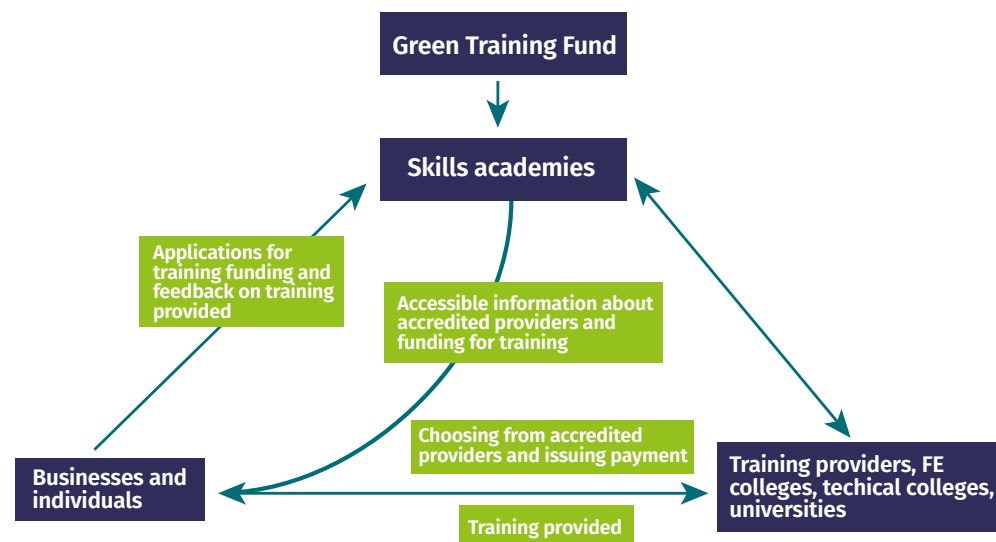 Green Training Fund
Skills academies
Applications for
training funding and
feedback on training
provided
Accessible information about
accredited providers and
funding for training
Choosing from accredited
providers and issuing payment
Businesses and
individuals
Training providers, FE
colleges, techical colleges,
universities
Training provided